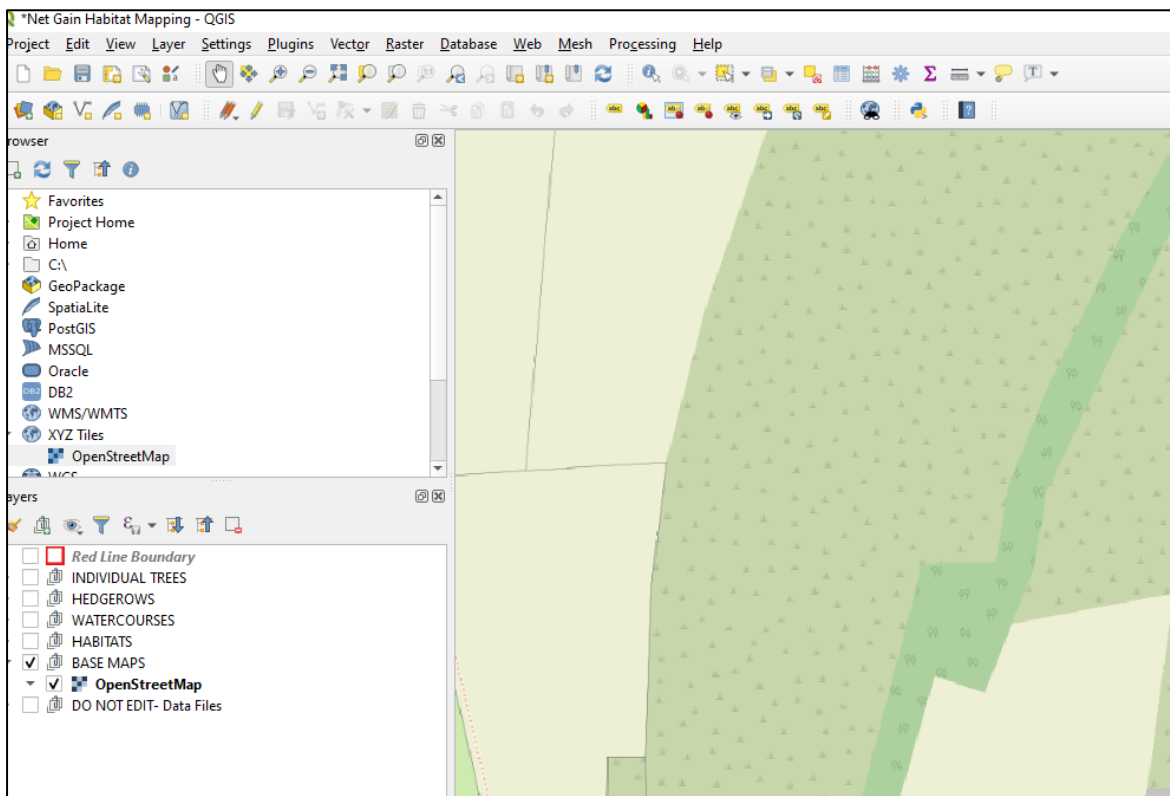 *Net Gain Habitat Mapping - QGIS
Project Edit View Layer Settings Plugins Vector Raster Database Web Mesh Processing Help
rowser
Favorites
Project Home
Home
C:\
GeoPackage
SpatiaLite
PostGIS
MSSQL
Oracle
DB2
WMS/WMTS
XYZ Tiles
OpenStreetMap
WCS
ayers
Red Line Boundary
INDIVIDUAL TREES
HEDGEROWS
WATERCOURSES
HABITATS
BASE MAPS
OpenStreetMap
DO NOT EDIT- Data Files